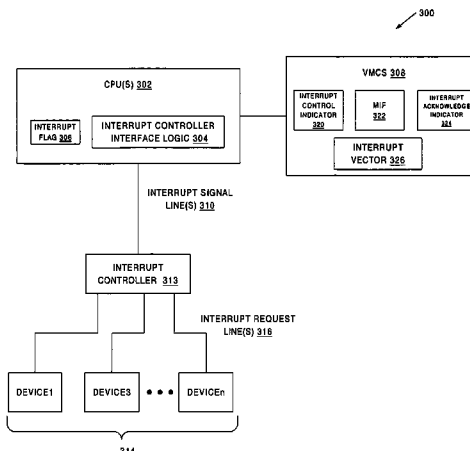 300
CPU(S) 302
INTERRUPT
FLAG 306
INTERRUPT CONTROLLER
INTERFACE LOGIC 304
VMCS 308
INTERRUPT
CONTROL
INDICATOR
320
MIF
322
INTERRUPT
ACKNOWLEDGE
INDICATOR
324
INTERRUPT
VECTOR 326
INTERRUPT SIGNAL
LINE(S) 310
INTERRUPT
CONTROLLER 313
INTERRUPT REQUEST
LINE(S) 316
DEVICE1
DEVICE3
DEVICEn